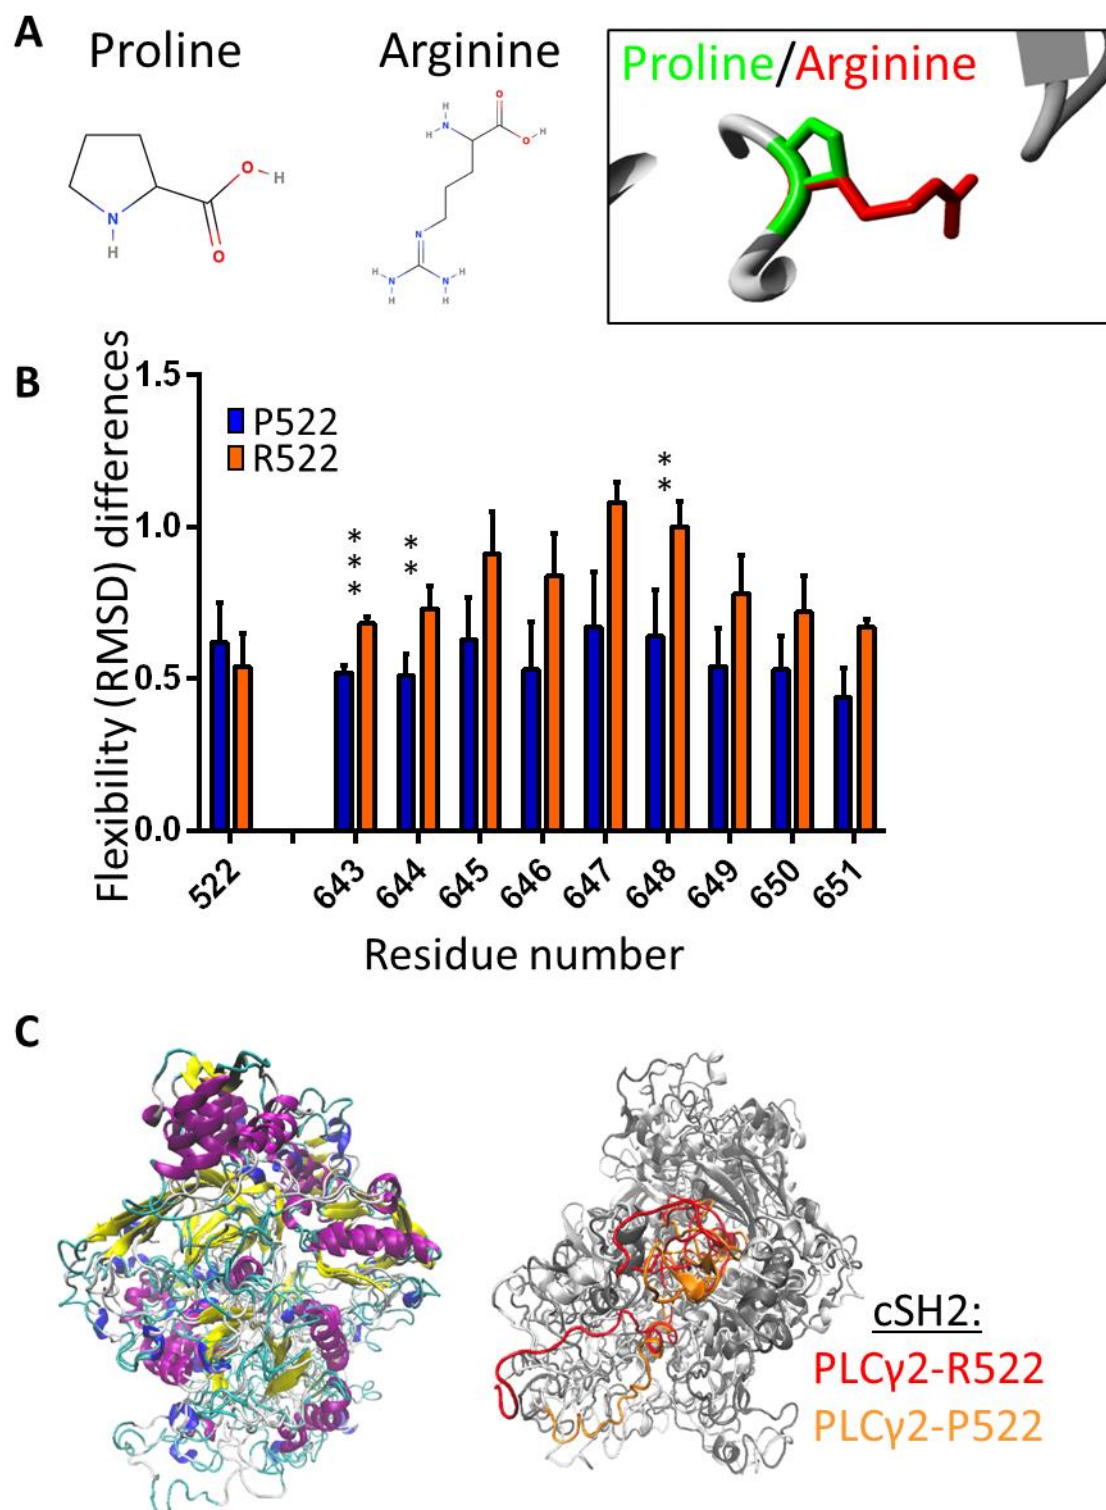 A
Proline
Arginine
Proline/Arginine
O
H
N
H
O
H
N
H
O
O
H
N
H
N
H
N
H
H
B
Flexibility (RMSD) differences
1.5
1.0
0.5
0.0
P522
R522
***
**
**
522
643
644
645
646
647
648
649
650
651
Residue number
C
cSH2:
PLCγ2-R522
PLCγ2-P522